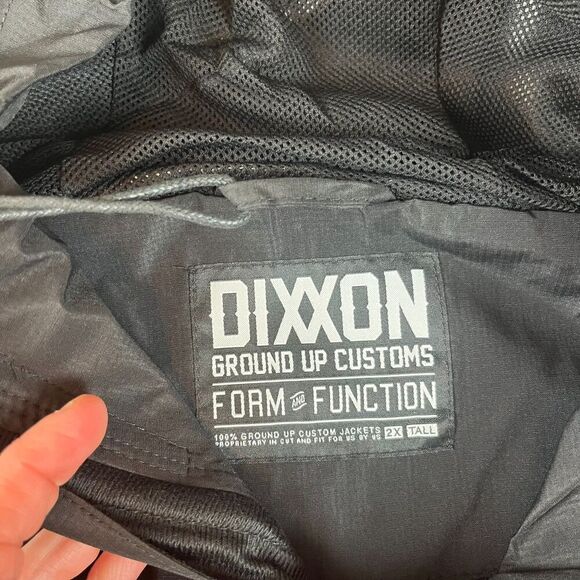 DIXXON
GROUND UP CUSTOMS
FORM AND FUNCTION
100% GROUND UP CUSTOM JACKETS 2X TALL
PROPRIETARY IN CUT AND FIT FOR US BY US